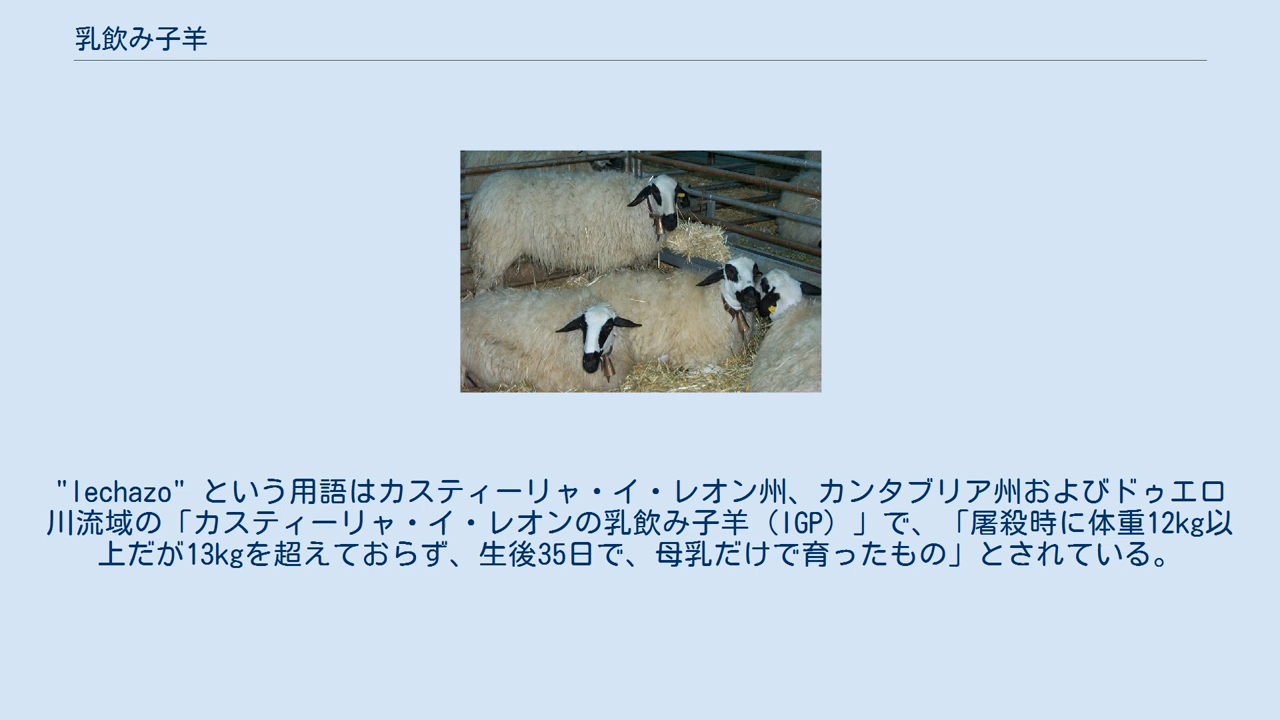 乳飲み子羊
"lechazo" という用語はカスティーリャ・イ・レオン州、カンタブリア州およびドゥエロ
川流域の「カスティーリャ・イ・レオンの乳飲み子羊（IGP）」で、「屠殺時に体重12kg以
上だが13kgを超えておらず、生後35日で、母乳だけで育ったもの」とされている。